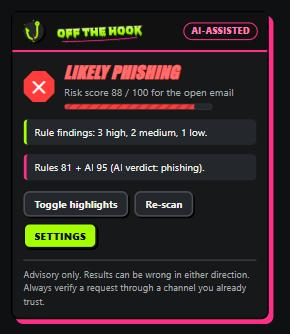 OFF THE HOOK
AI-ASSISTED
LIKELY PHISHING
Risk score 88 / 100 for the open email
Rule findings: 3 high, 2 medium, 1 low.
Rules 81 + AI 95 (AI verdict: phishing).
Toggle highlights
Re-scan
SETTINGS
Advisory only. Results can be wrong in either direction.
Always verify a request through a channel you already
trust.